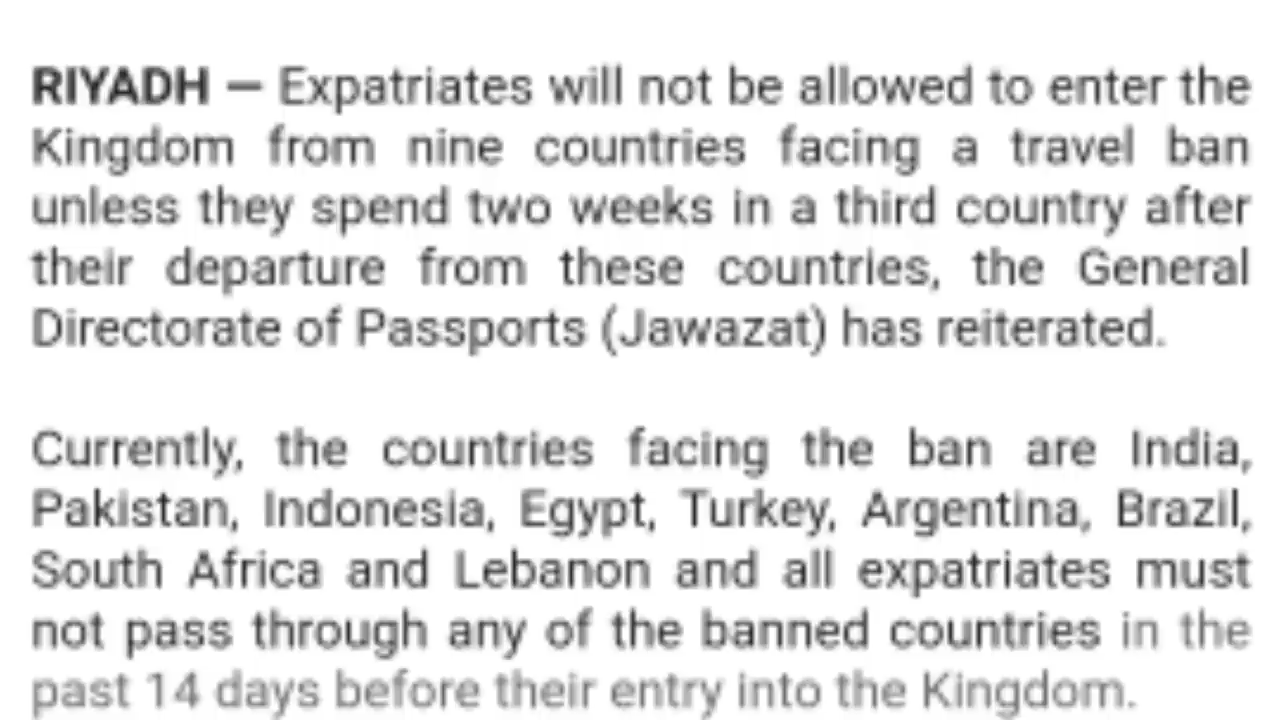 RIYADH — Expatriates will not be allowed to enter the
Kingdom from nine countries facing a travel ban
unless they spend two weeks in a third country after
their departure from these countries, the General
Directorate of Passports (Jawazat) has reiterated.
Currently, the countries facing the ban are India,
Pakistan, Indonesia, Egypt, Turkey, Argentina, Brazil,
South Africa and Lebanon and all expatriates must
not pass through any of the banned countries in the
past 14 days before their entry into the Kingdom.